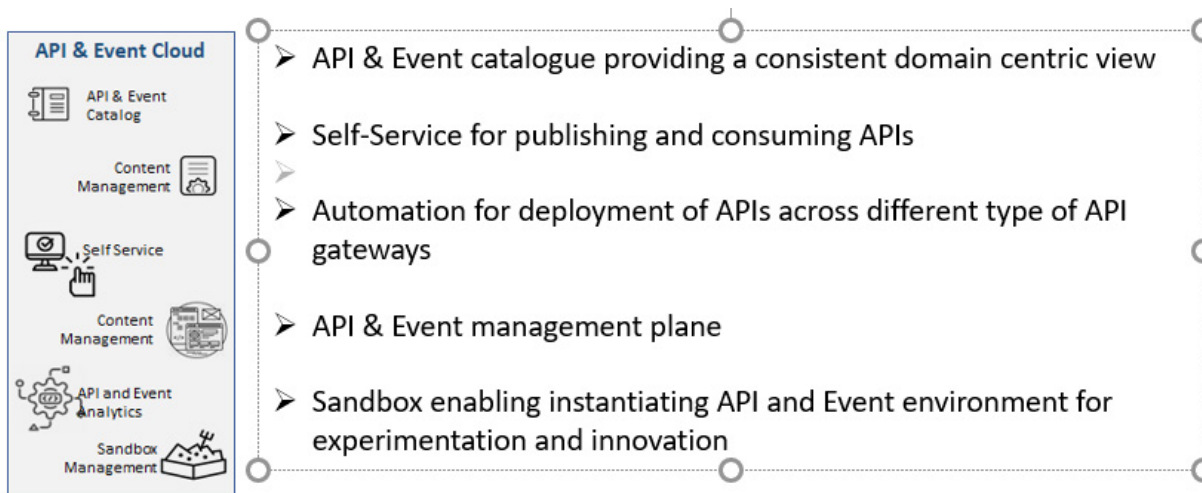 API & Event Cloud
API & Event
Catalog
Content
Management
Self Service
Content
Management
API and Event
Analytics
Sandbox
Management
➢ API & Event catalogue providing a consistent domain centric view
➢ Self-Service for publishing and consuming APIs
➢
➢ Automation for deployment of APIs across different type of API
gateways
➢ API & Event management plane
➢ Sandbox enabling instantiating API and Event environment for
experimentation and innovation